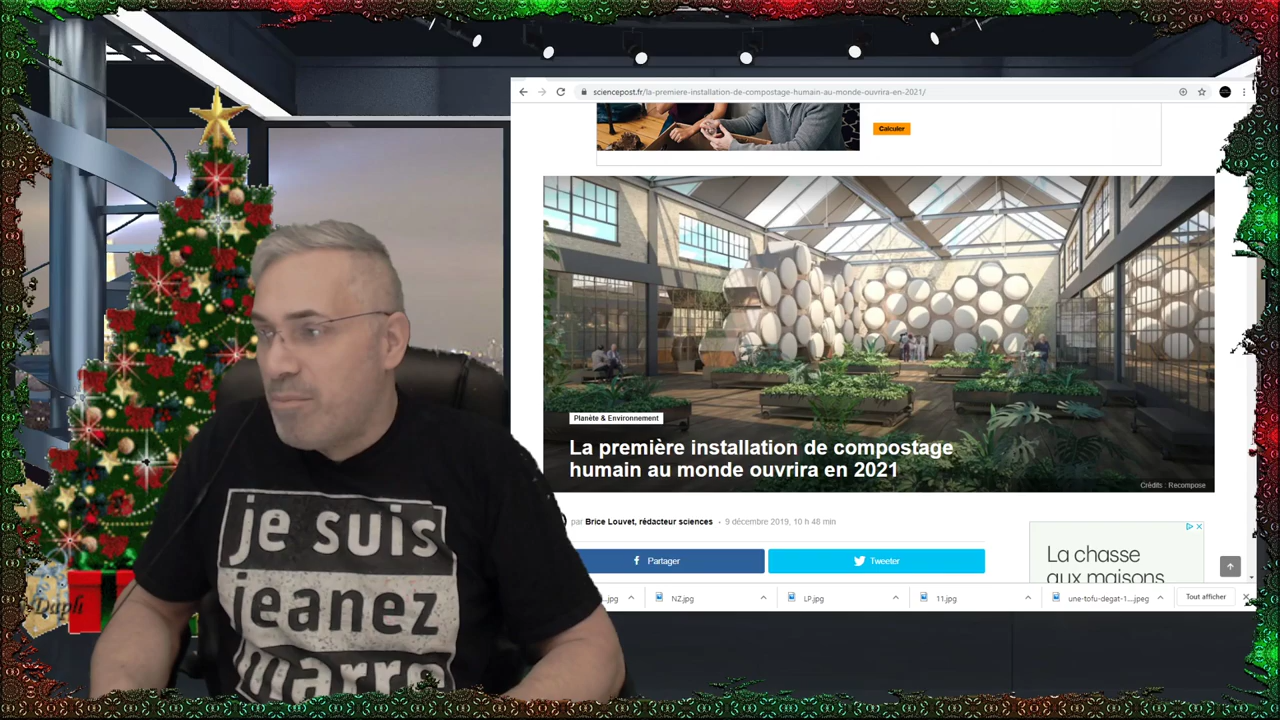 sciencepost.fr/la-premiere-installation-de-compostage-humain-au-monde-ouvrira-en-2021/
Calculer
Planète & Environnement
La première installation de compostage
humain au monde ouvrira en 2021
Crédits : Recompose
par Brice Louvet, rédacteur sciences • 9 décembre 2019, 10 h 48 min
Partager
Tweeter
La chasse
aux maisons
...jpg
NZ.jpg
LP.jpg
11.jpg
une-tofu-degat-1....jpeg
Tout afficher
je suis
jeanez
marre
Daph